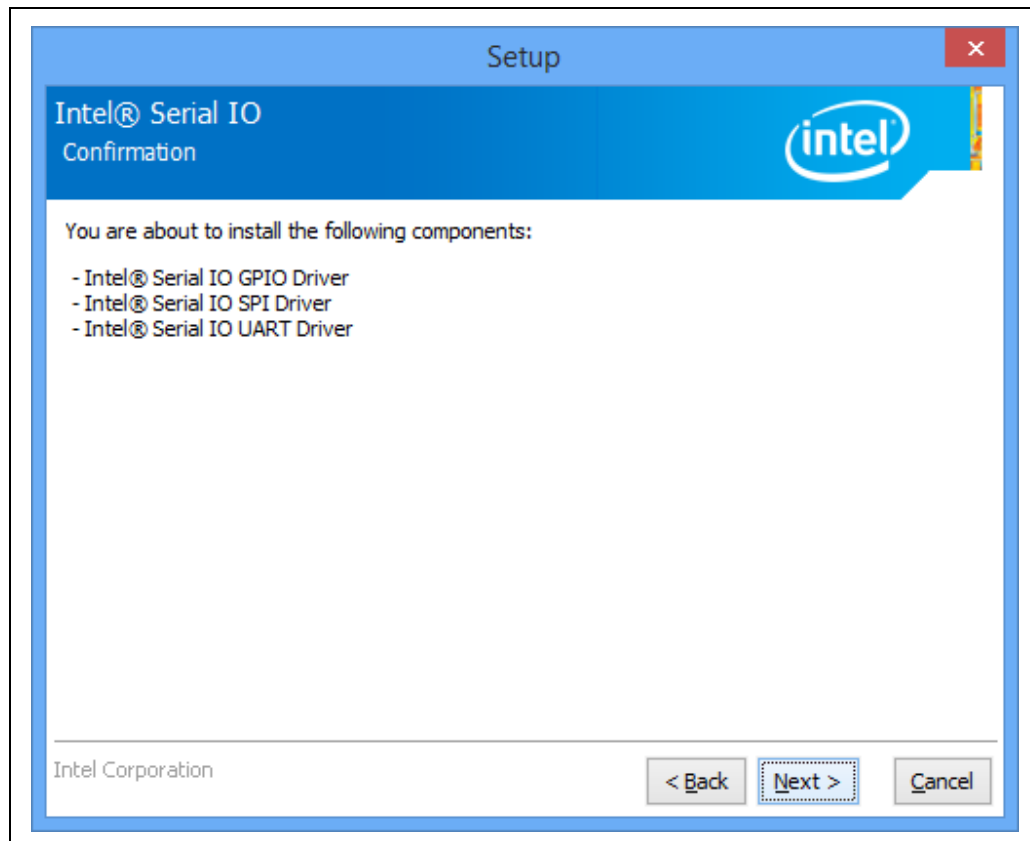 Setup
Intel® Serial IO
Confirmation
intel
You are about to install the following components:
- Intel® Serial IO GPIO Driver
- Intel® Serial IO SPI Driver
- Intel® Serial IO UART Driver
Intel Corporation
< Back
Next >
Cancel